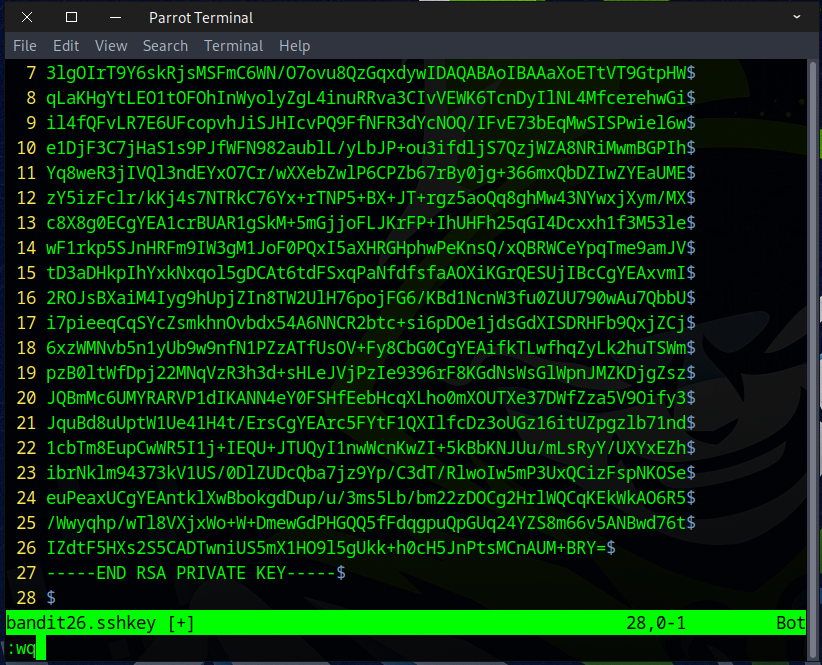 Parrot Terminal
File Edit View Search Terminal Help
7 3lgOIrT9Y6skRjsMSFmC6WN/O7ovu8QzGqxdywIDAQABAoIBAAaXoETtVT9GtpHW$
8 qLaKHgYtLEO1tOFOhInWyolyZgL4inuRRva3CIvVEWK6TcnDyIlNL4MfcerehwGi$
9 il4fQFvLR7E6UFcopvhJiSJHIcvPQ9FfNFR3dYcNOQ/IFvE73bEqMwSISPwiel6w$
10 e1DjF3C7jHaS1s9PJfWFN982aublL/yLbJP+ou3ifdljS7QzjWZA8NRiMwmBGPIh$
11 Yq8weR3jIVQl3ndEYxO7Cr/wXXebZwlP6CPZb67rBy0jg+366mxQbDZIwZYEaUME$
12 zY5izFclr/kKj4s7NTRkC76Yx+rTNP5+BX+JT+rgz5aoQq8ghMw43NYwxjXym/MX$
13 c8X8g0ECgYEA1crBUAR1gSkM+5mGjjoFLJKrFP+IhUHFh25qGI4Dcxxh1f3M53le$
14 wF1rkp5SJnHRFm9IW3gM1JoF0PQxI5aXHRGHphwPeKnsQ/xQBRWCeYpqTme9amJV$
15 tD3aDHkpIhYxkNxqol5gDCAt6tdFSxqPaNfdfsfaAOXiKGrQESUjIBcCgYEAxvmI$
16 2ROJsBXaiM4Iyg9hUpjZIn8TW2UlH76pojFG6/KBd1NcnW3fu0ZUU790wAu7QbbU$
17 i7pieeqCqSYcZsmkhnOvbdx54A6NNCR2btc+si6pDOe1jdsGdXISDRHFb9QxjZCj$
18 6xzWMNvb5n1yUb9w9nfN1PZzATfUsOV+Fy8CbG0CgYEAifkTLwfhqZyLk2huTSWm$
19 pzB0ltWfDpj22MNqVzR3h3d+sHLeJVjPzIe9396rF8KGdNsWsGlWpnJMZKDjgZsz$
20 JQBmMc6UMYRARVP1dIKANN4eY0FSHfEebHcqXLho0mXOUTXe37DWfZza5V9Oify3$
21 JquBd8uUptW1Ue41H4t/ErsCgYEArc5FYtF1QXIlfcDz3oUGz16itUZpgzlb71nd$
22 1cbTm8EupCwWR5I1j+IEQU+JTUQyI1nwWcnKwZI+5kBbKNJUu/mLsRyY/UXYxEZh$
23 ibrNklm94373kV1US/0DlZUDcQba7jz9Yp/C3dT/RlwoIw5mP3UxQCizFspNKOSe$
24 euPeaxUCgYEAntklXwBbokgdDup/u/3ms5Lb/bm22zDOCg2HrlWQCqKEkWkAO6R5$
25 /Wwyqhp/wTl8VXjxWo+W+DmewGdPHGQQ5fFdqgpuQpGUq24YZS8m66v5ANBwd76t$
26 IZdtF5HXs2S5CADTwniUS5mX1HO9l5gUkk+h0cH5JnPtsMCnAUM+BRY=$
27 -----END RSA PRIVATE KEY-----$
28 $
bandit26.sshkey [+] 28,0-1 Bot
:wq